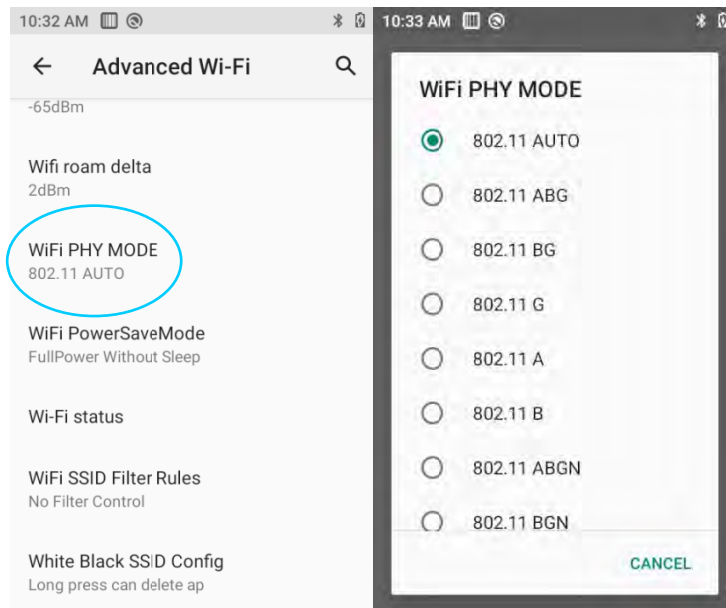 10:32 AM
Advanced Wi-Fi
-65dBm
Wifi roam delta
2dBm
WiFi PHY MODE
802.11 AUTO
WiFi PowerSaveMode
FullPower Without Sleep
Wi-Fi status
WiFi SSID Filter Rules
No Filter Control
White Black SSID Config
Long press can delete ap
10:33 AM
WiFi PHY MODE
802.11 AUTO
802.11 ABG
802.11 BG
802.11 G
802.11 A
802.11 B
802.11 ABGN
802.11 BGN
CANCEL